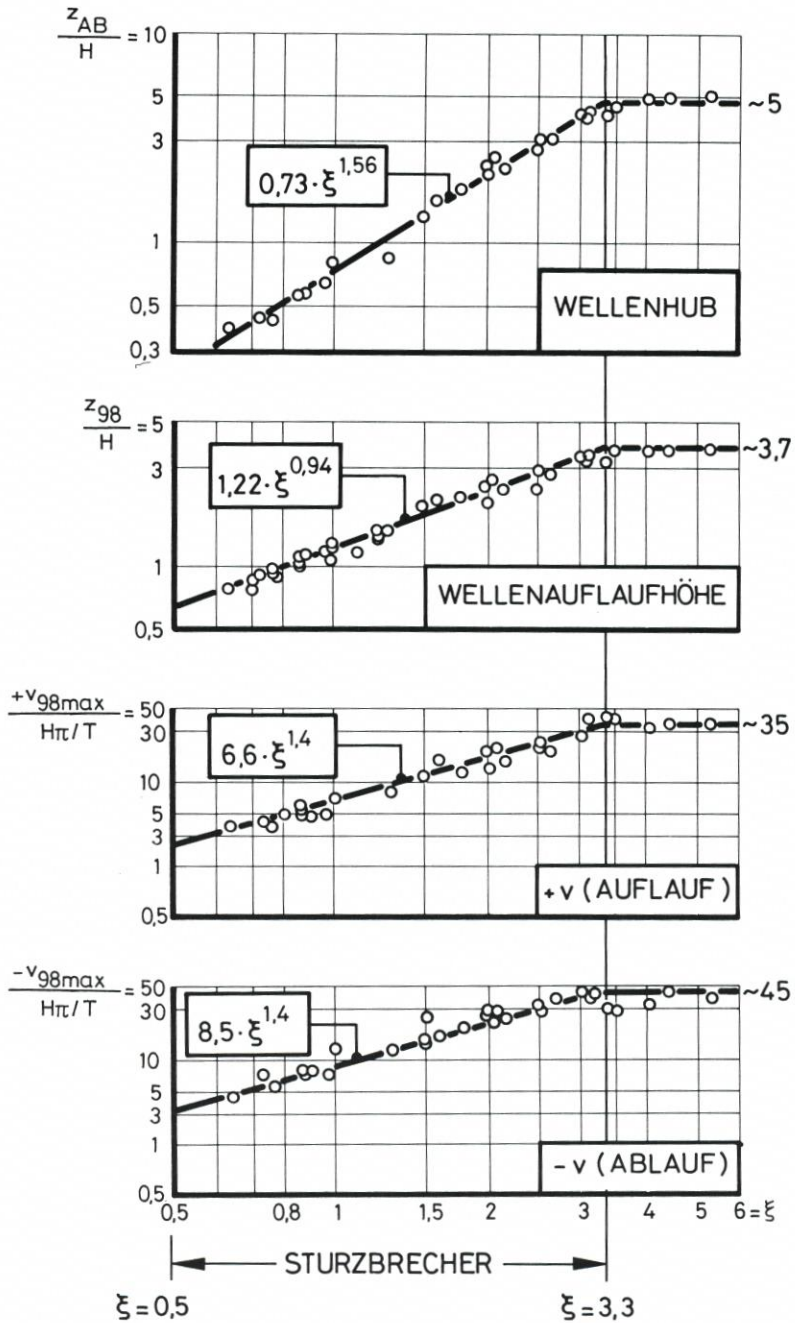 z_AB / H = 10
5
3
1
0,5
0,3
0,73 · ξ^1,56
~5
WELLENHUB
z_98 / H = 5
3
1
0,5
1,22 · ξ^0,94
~3,7
WELLENAUFLAUFHÖHE
+v_98max / Hπ/T = 50
30
10
5
3
1
0,5
6,6 · ξ^1,4
~35
+v (AUFLAUF)
-v_98max / Hπ/T = 50
30
10
5
3
1
0,5
8,5 · ξ^1,4
~45
-v (ABLAUF)
0,5 0,8 1 1,5 2 3 4 5 6 = ξ
STURZBRECHER
ξ = 0,5 ξ = 3,3